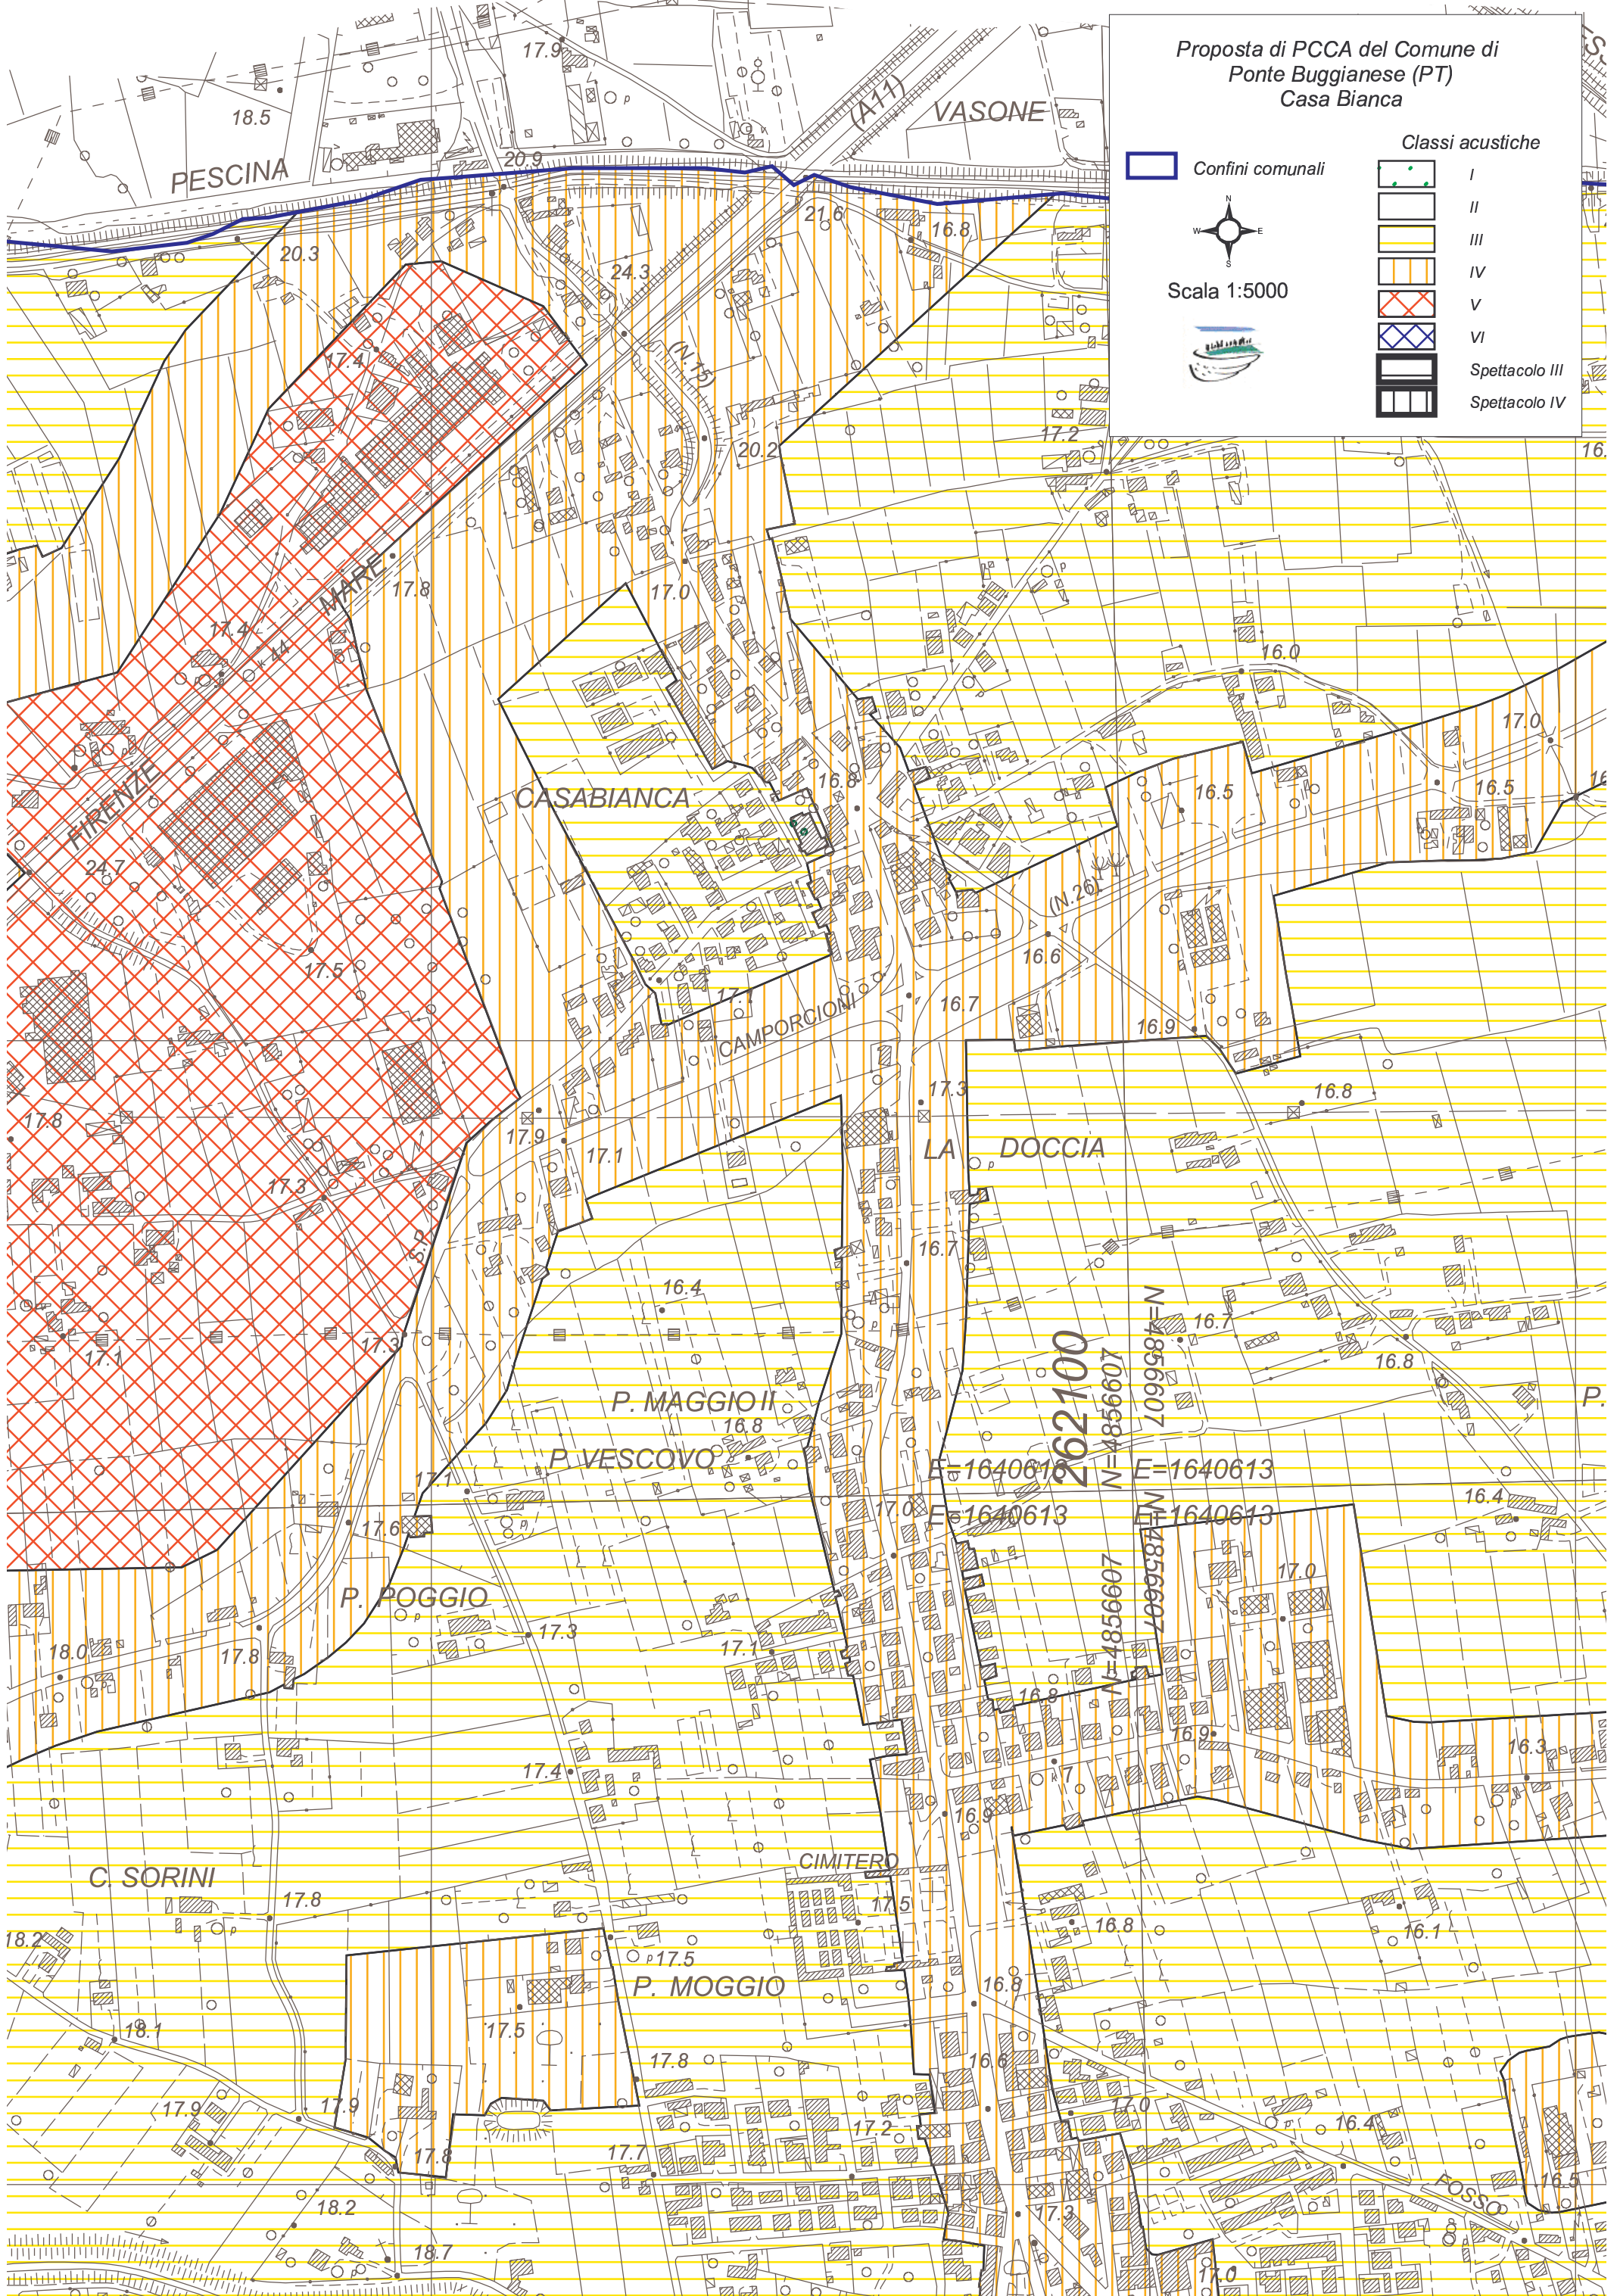 Proposta di PCCA del Comune di
Ponte Buggianese (PT)
Casa Bianca
Classi acustiche
Confini comunali
I
II
III
IV
V
VI
Spettacolo III
Spettacolo IV
N
W E
S
Scala 1:5000
17.9
18.5
(A11)
VASONE
PESCINA
20.9
21.6
16.8
20.3
24.3
17.4
(N.15)
20.2
17.2
16.
MARE
17.8
17.0
17.4
16.0
17.0
FIRENZE
CASABIANCA
16.8
16.5
16.5
16
24.7
(N.26)
17.5
16.6
17.1
CAMPORCIONI
16.7
16.9
17.8
17.3
16.8
17.9
17.1
LA DOCCIA
17.3
S.P.
16.7
16.4
17.1
17.3
16.7
16.8
262100
N=4856607
N=4856607
P. MAGGIO II
16.8
P.
P. VESCOVO
17.1
E=1640613
E=1640613
16.4
17.0
E=1640613
E=1640613
17.6
N=4856607
N=4856607
17.0
P. POGGIO
17.3
17.1
18.0
17.8
16.8
16.9
16.3
17.4
16.9
CIMITERO
C. SORINI
17.8
17.5
16.8
16.1
18.2
17.5
P. MOGGIO
16.8
18.1
17.5
17.8
16.6
17.9
17.9
17.0
16.4
17.2
17.8
17.7
16.5
FOSSO
18.2
17.3
18.7
17.0